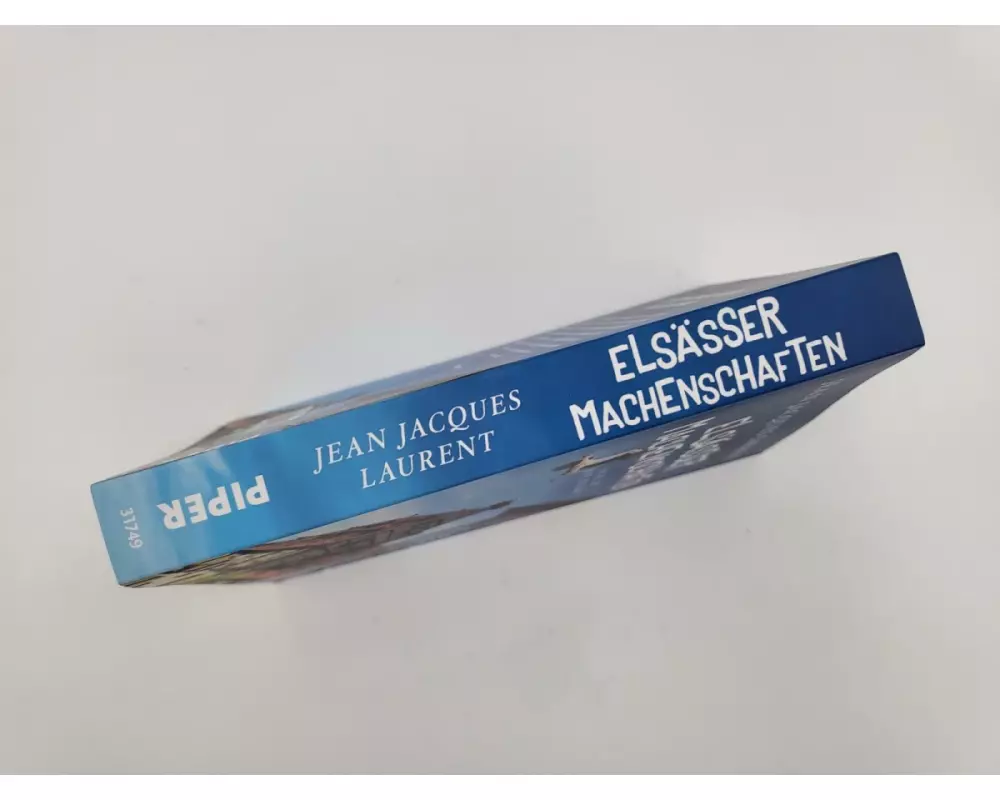 ELSÄSSER
MACHENSCHAFTEN
JEAN JACQUES
LAURENT
PIPER
31749